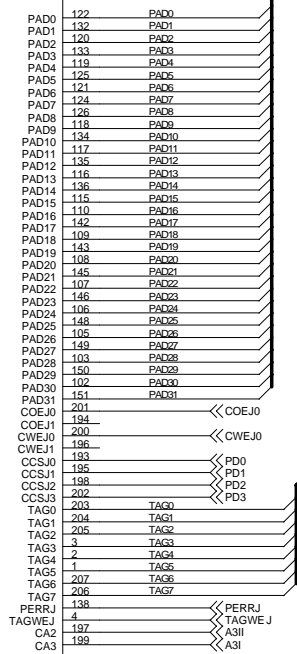 PAD0 122 PAD0
PAD1 132 PAD1
PAD2 120 PAD2
PAD3 133 PAD3
PAD4 119 PAD4
PAD5 125 PAD5
PAD6 121 PAD6
PAD7 124 PAD7
PAD8 126 PAD8
PAD9 118 PAD9
PAD10 134 PAD10
PAD11 117 PAD11
PAD12 135 PAD12
PAD13 116 PAD13
PAD14 136 PAD14
PAD15 115 PAD15
PAD16 110 PAD16
PAD17 142 PAD17
PAD18 109 PAD18
PAD19 143 PAD19
PAD20 108 PAD20
PAD21 145 PAD21
PAD22 107 PAD22
PAD23 146 PAD23
PAD24 106 PAD24
PAD25 148 PAD25
PAD26 105 PAD26
PAD27 149 PAD27
PAD28 103 PAD28
PAD29 150 PAD29
PAD30 102 PAD30
PAD31 151 PAD31
COEJ0 201 COEJ0
COEJ1 194
CWEJ0 200 CWEJ0
CWEJ1 196
CCSJ0 193 PD0
CCSJ1 195 PD1
CCSJ2 198 PD2
CCSJ3 202 PD3
TAG0 203 TAG0
TAG1 204 TAG1
TAG2 205 TAG2
TAG3 3 TAG3
TAG4 2 TAG4
TAG5 1 TAG5
TAG6 207 TAG6
TAG7 206 TAG7
PERRJ 138 PERRJ
TAGWEJ 4 TAGWEJ
CA2 197 A3II
CA3 199 A3I